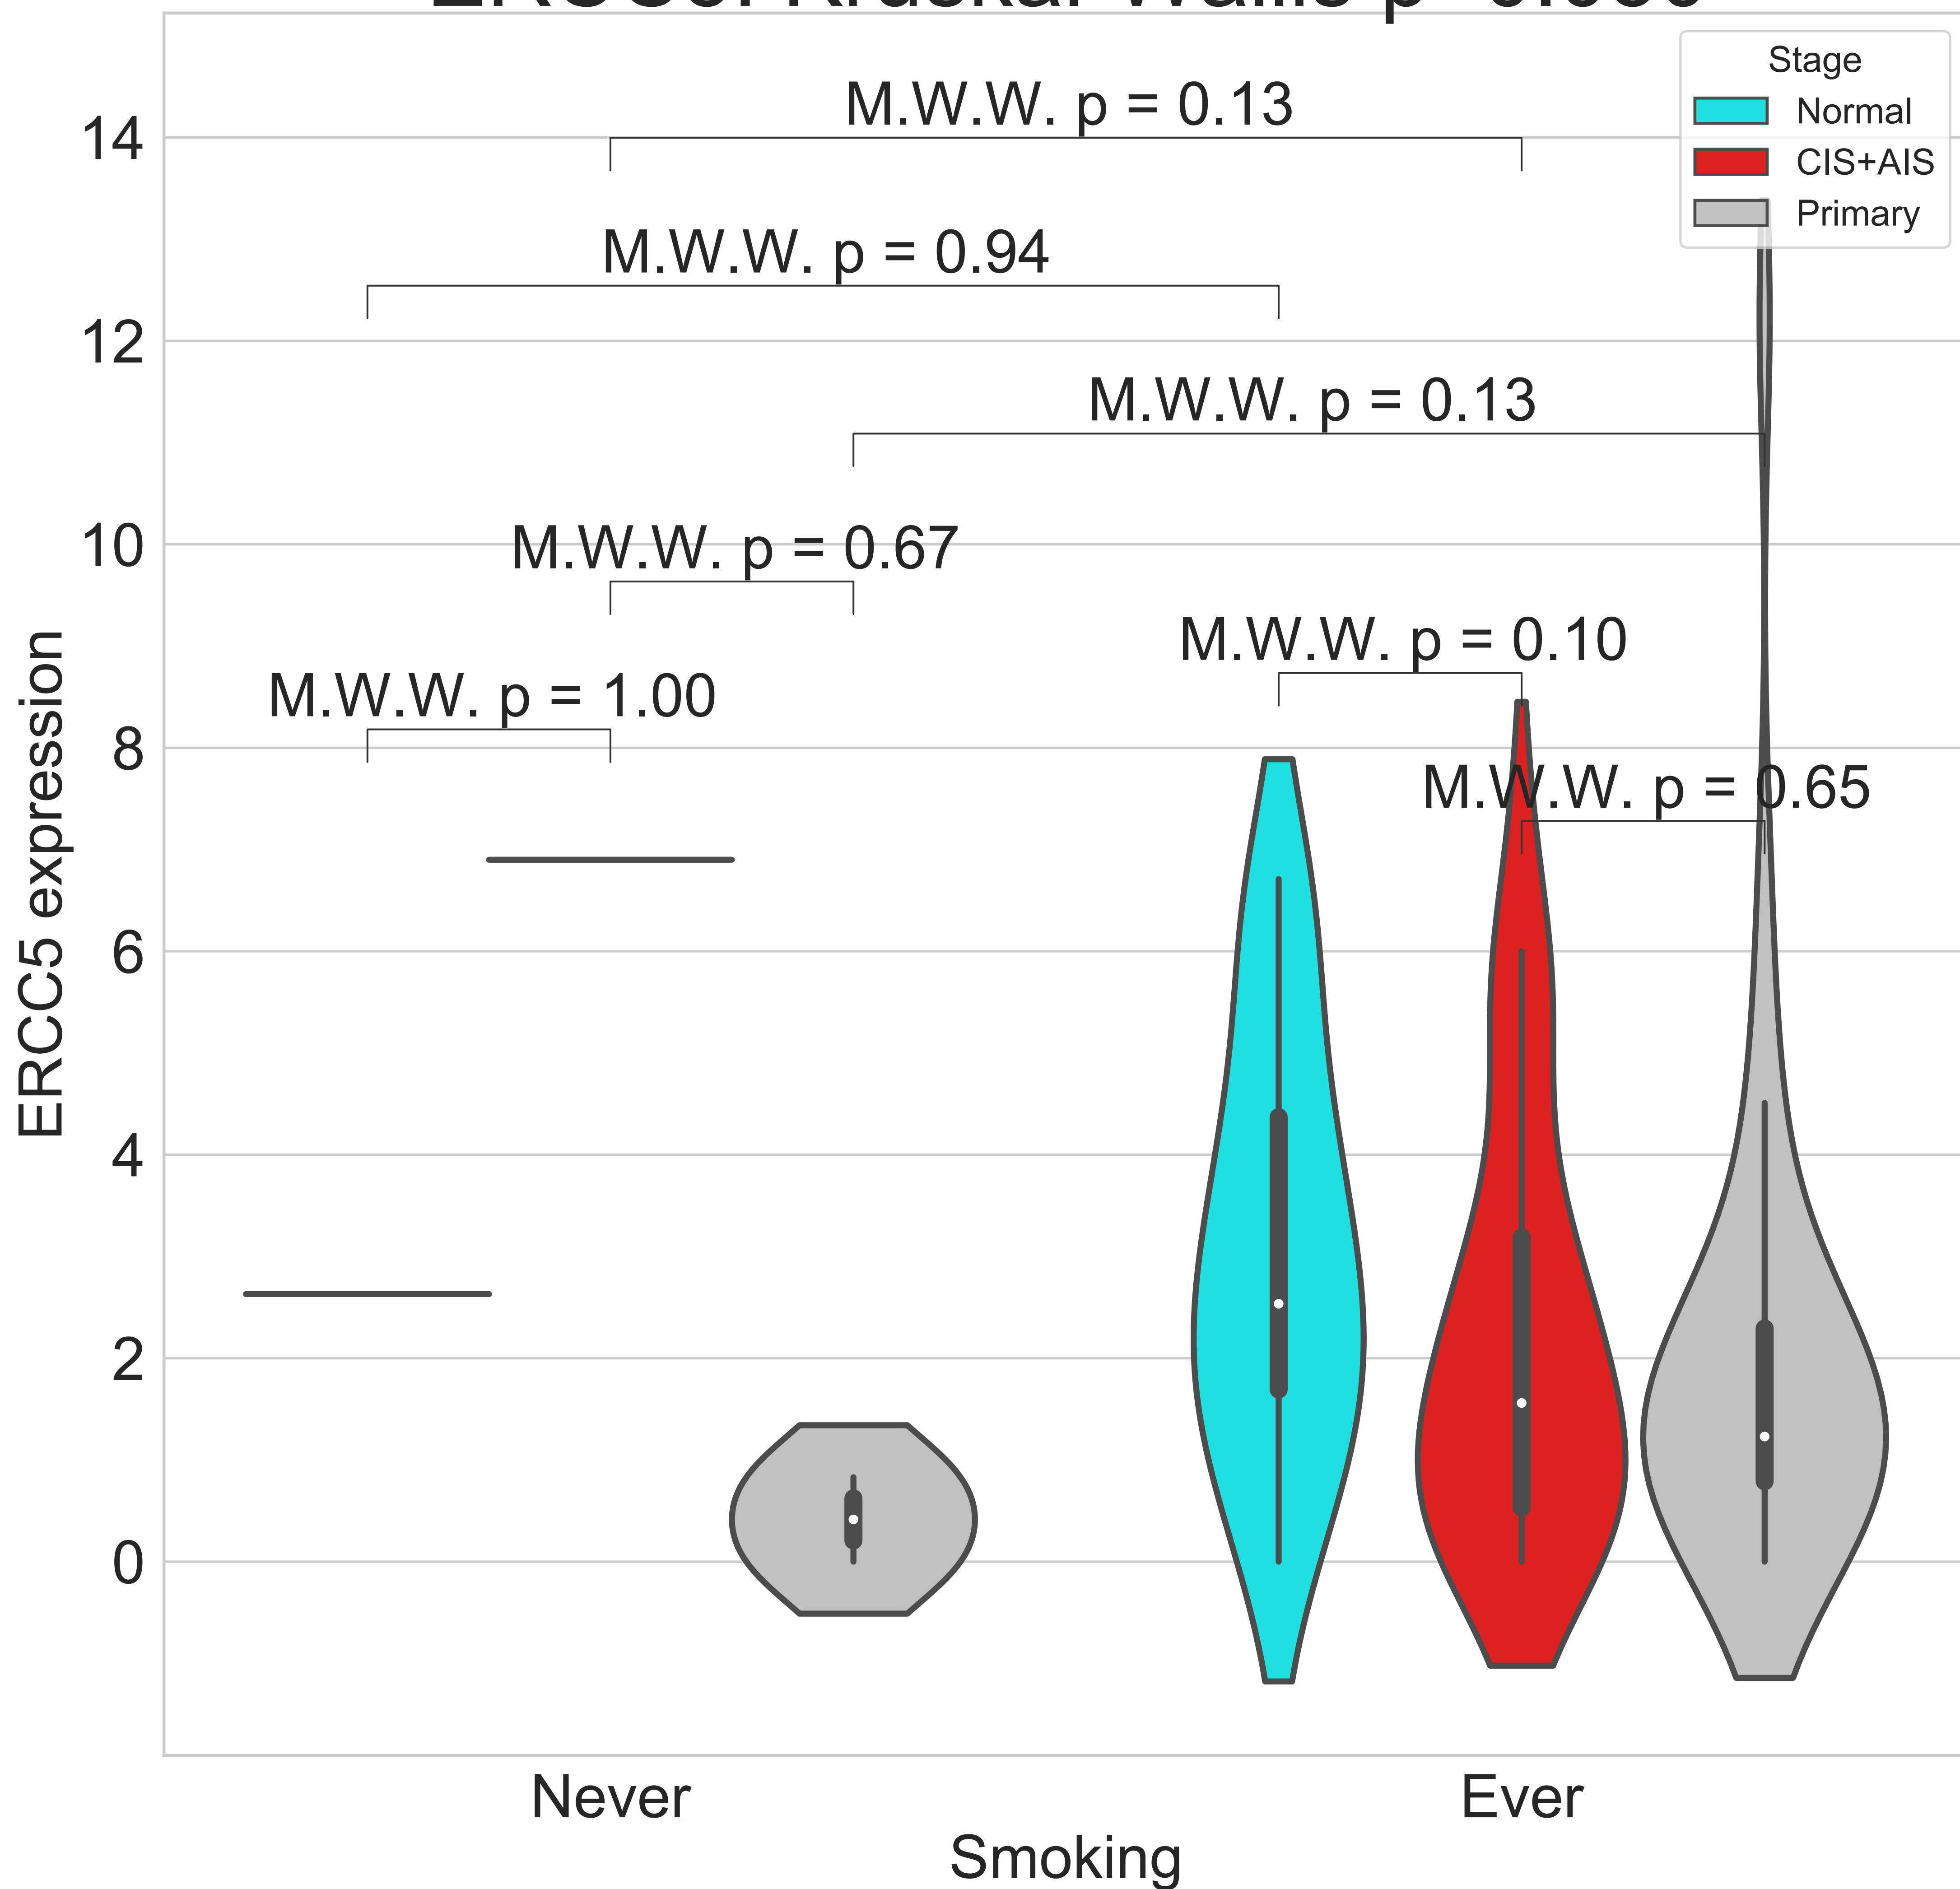 Stage
Normal
CIS+AIS
Primary
M.W.W. p = 0.13
M.W.W. p = 0.94
M.W.W. p = 0.13
M.W.W. p = 0.67
M.W.W. p = 0.10
M.W.W. p = 1.00
M.W.W. p = 0.65
14
12
10
8
6
4
2
0
ERCC5 expression
Never
Ever
Smoking